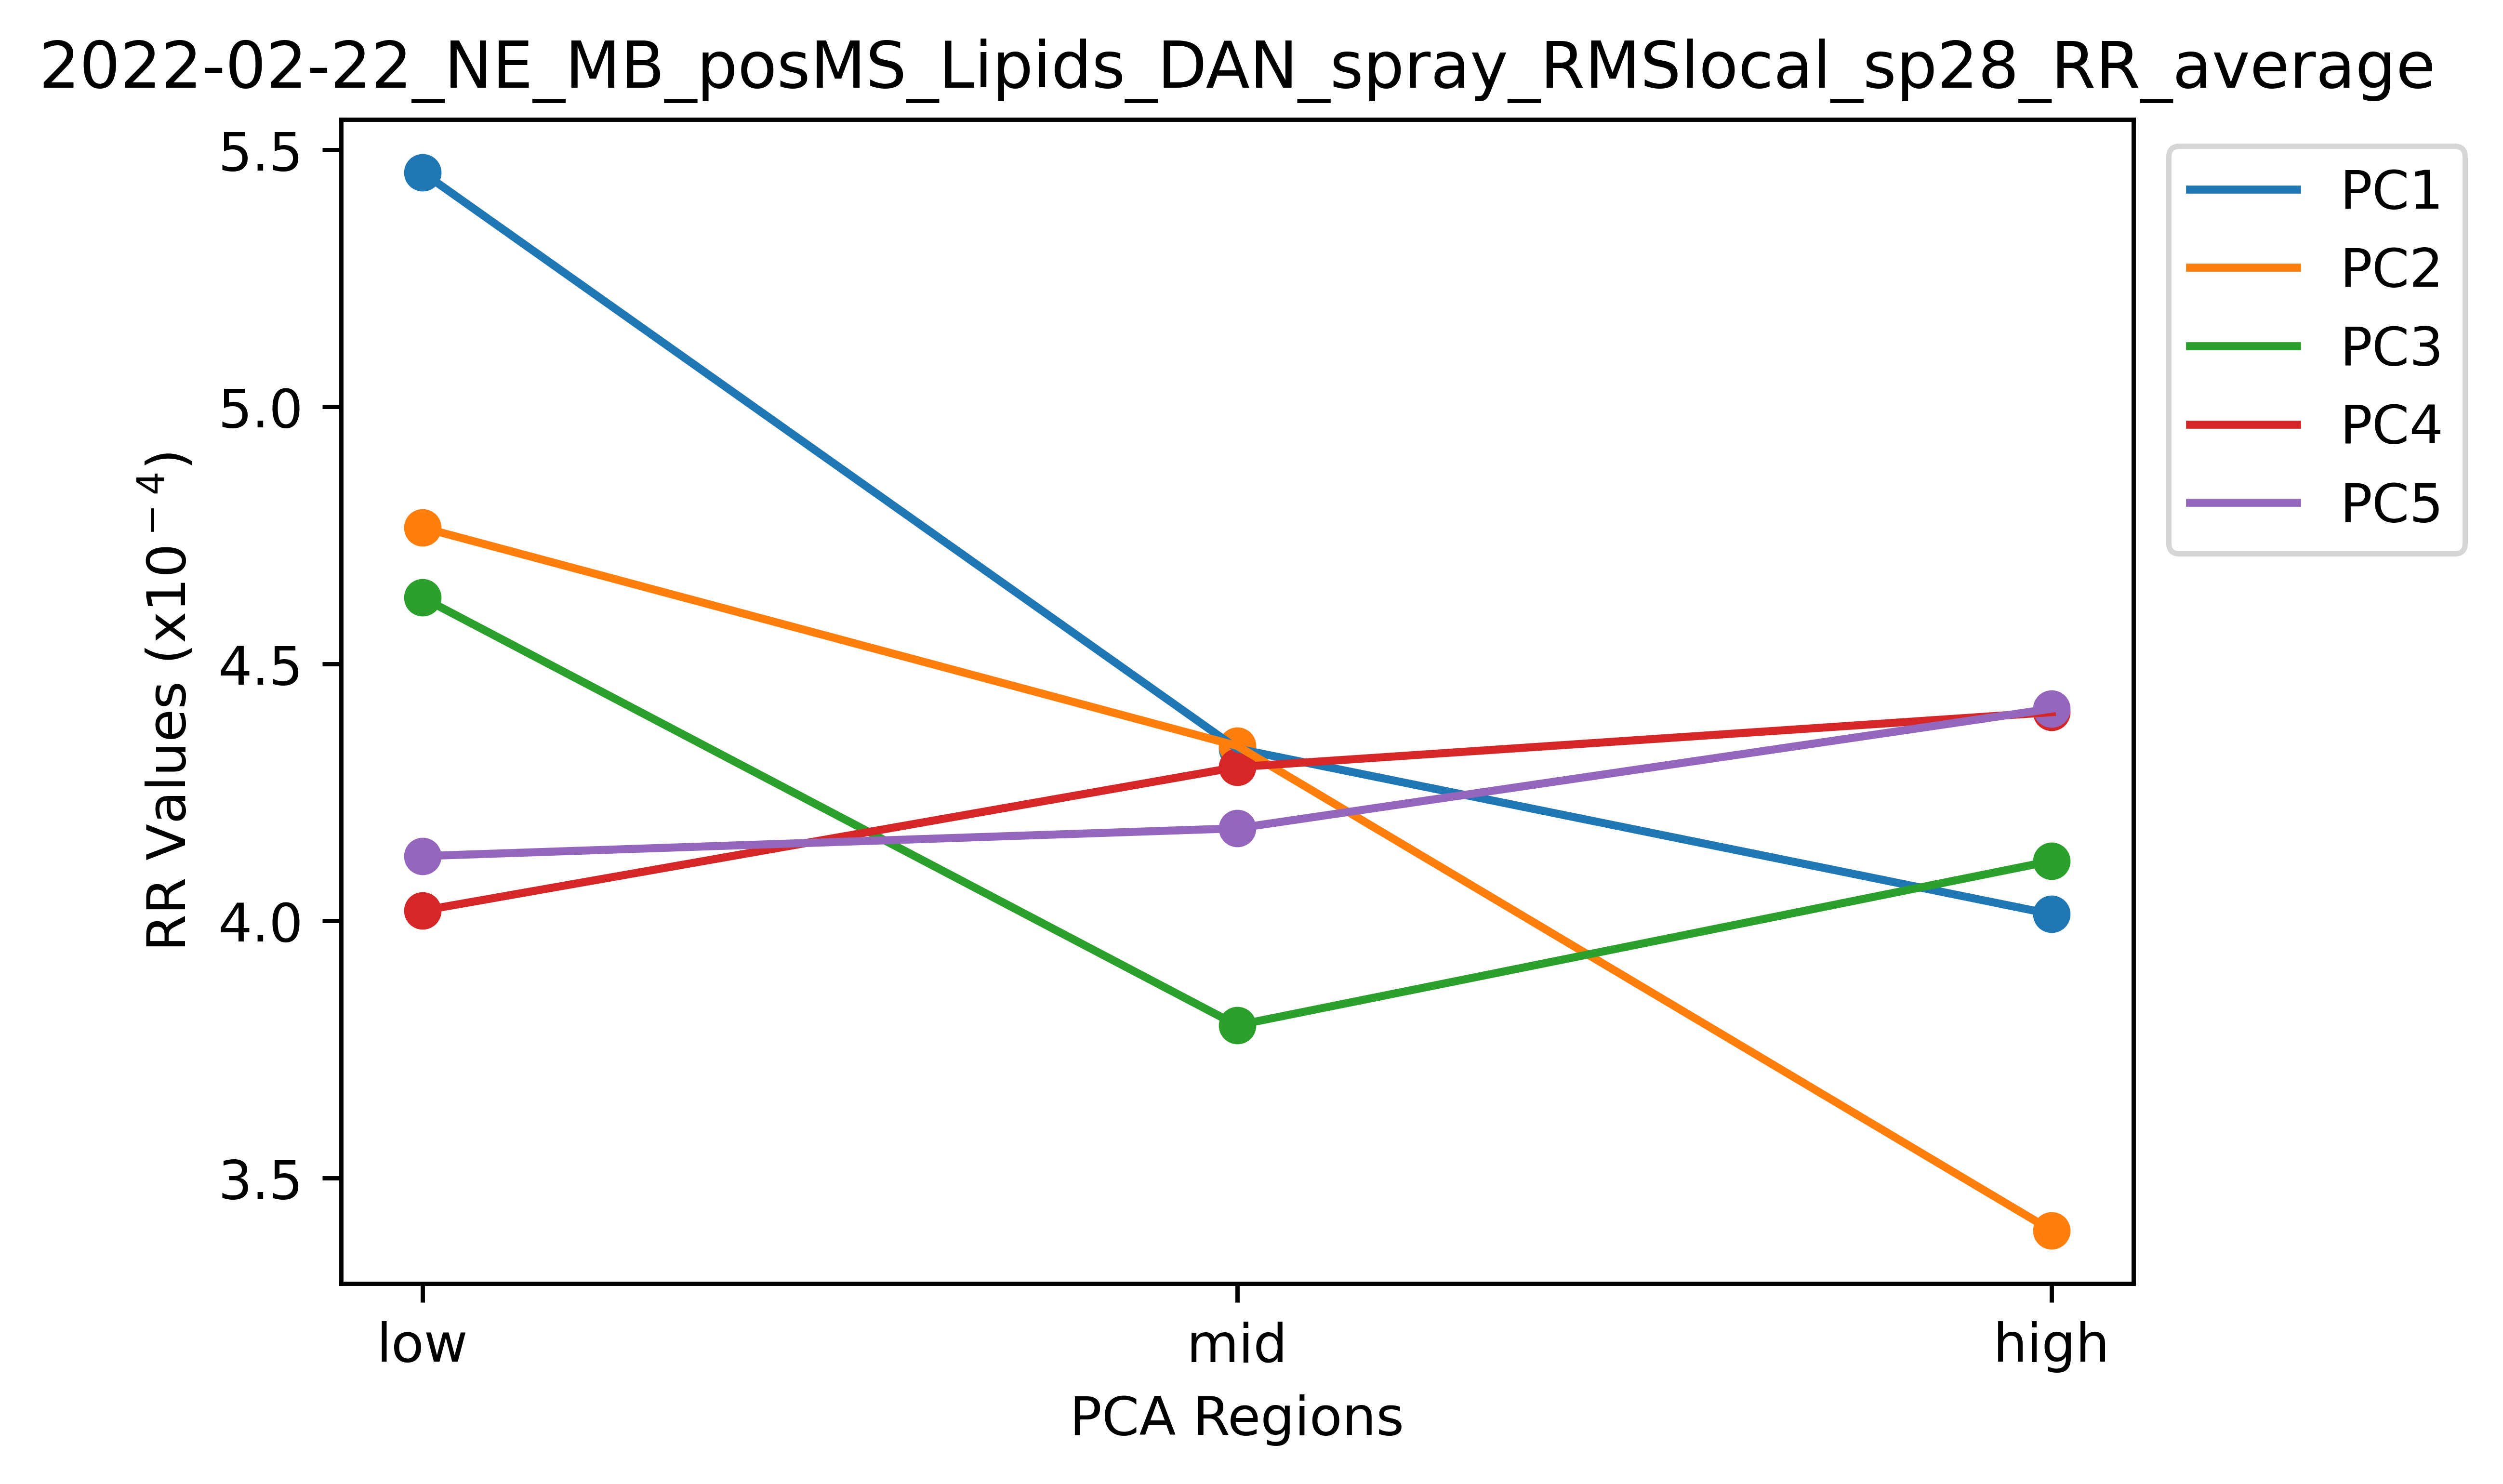 2022-02-22_NE_MB_posMS_Lipids_DAN_spray_RMSlocal_sp28_RR_average
RR Values (x10⁻⁴)
5.5
5.0
4.5
4.0
3.5
low mid high
PCA Regions
PC1
PC2
PC3
PC4
PC5